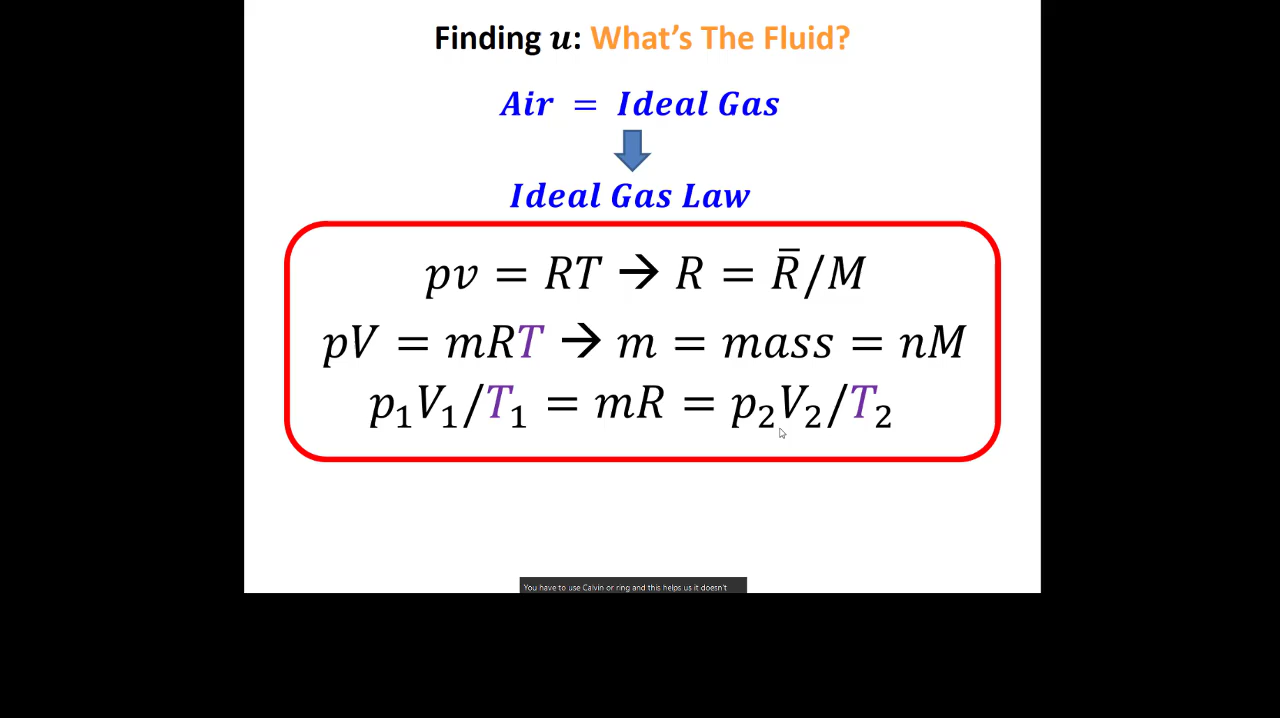 Finding u: What's The Fluid?
Air = Ideal Gas
Ideal Gas Law
pv = RT → R = R̅/M
pV = mRT → m = mass = nM
p₁V₁/T₁ = mR = p₂V₂/T₂
You have to use Calvin or ring and this helps us it doesn't